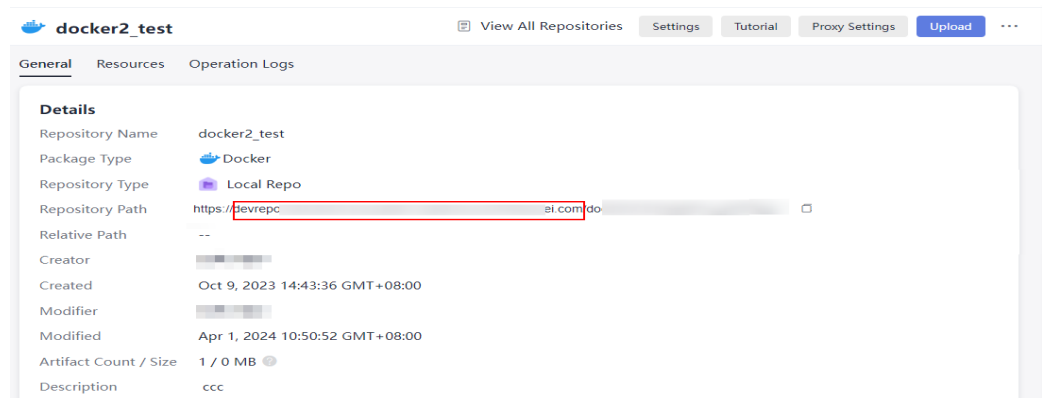 docker2_test View All Repositories Settings Tutorial Proxy Settings Upload ...
General Resources Operation Logs
Details
Repository Name docker2_test
Package Type Docker
Repository Type Local Repo
Repository Path https://devrepo ei.com/do
Relative Path --
Creator
Created Oct 9, 2023 14:43:36 GMT+08:00
Modifier
Modified Apr 1, 2024 10:50:52 GMT+08:00
Artifact Count / Size 1 / 0 MB ?
Description ccc